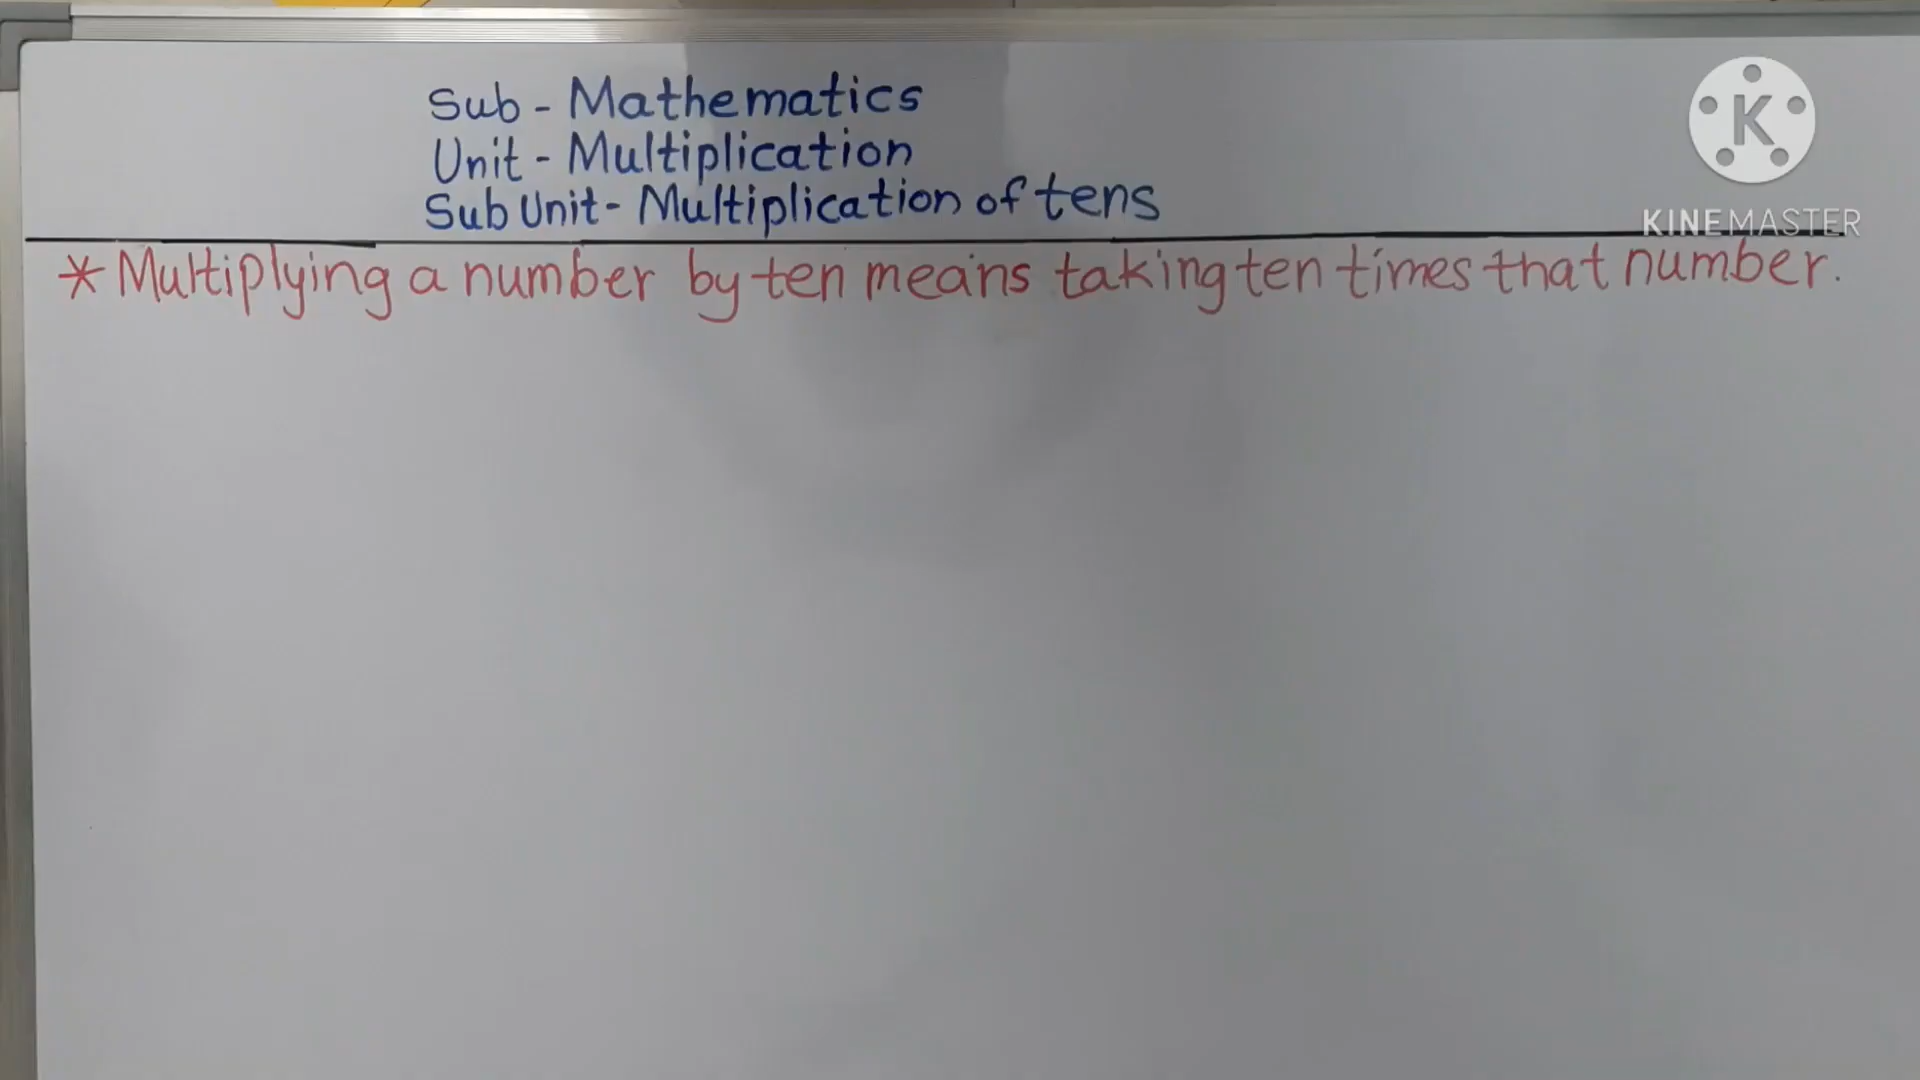 Sub - Mathematics
Unit - Multiplication
Sub Unit - Multiplication of tens
* Multiplying a number by ten means taking ten times that number.
K
KINEMASTER